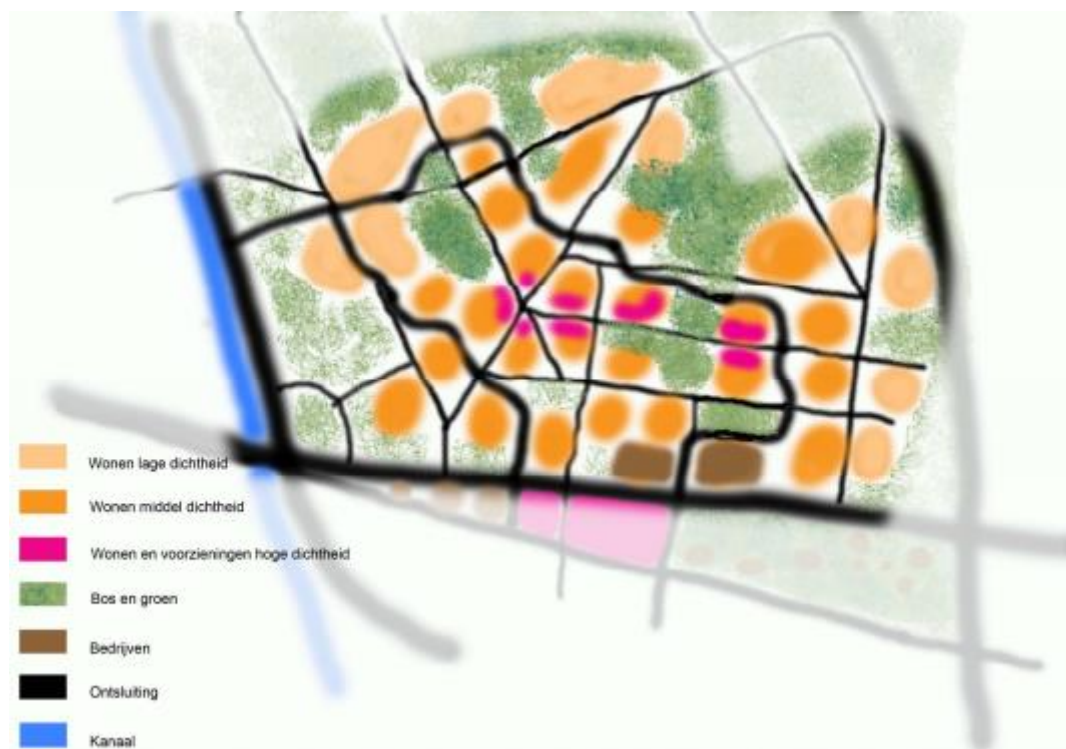 Wonen lage dichtheid
Wonen middel dichtheid
Wonen en voorzieningen hoge dichtheid
Bos en groen
Bedrijven
Ontsluiting
Kanaal